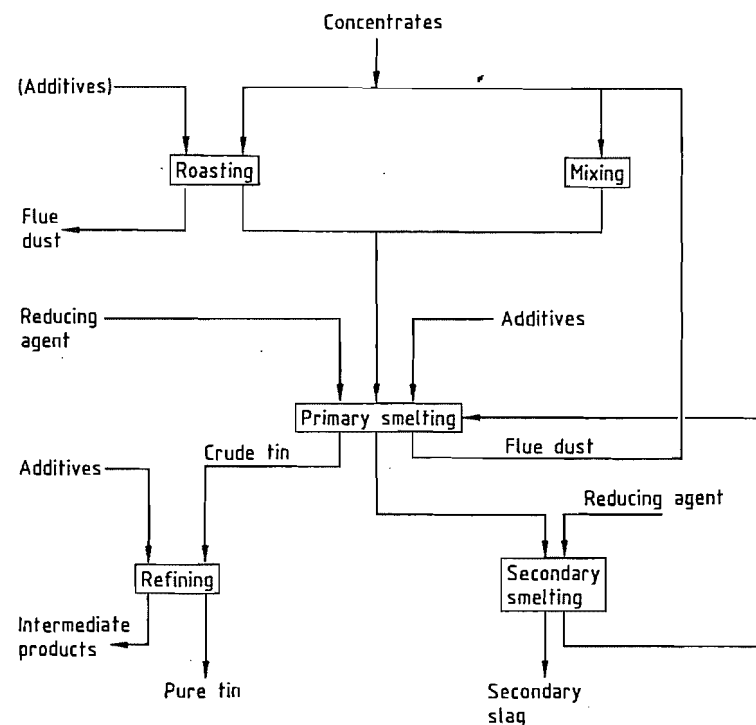 Concentrates
(Additives)
Roasting
Mixing
Flue
dust
Reducing
agent
Additives
Primary smelting
Crude tin
Flue dust
Additives
Reducing agent
Refining
Secondary
smelting
Intermediate
products
Pure tin
Secondary
slag